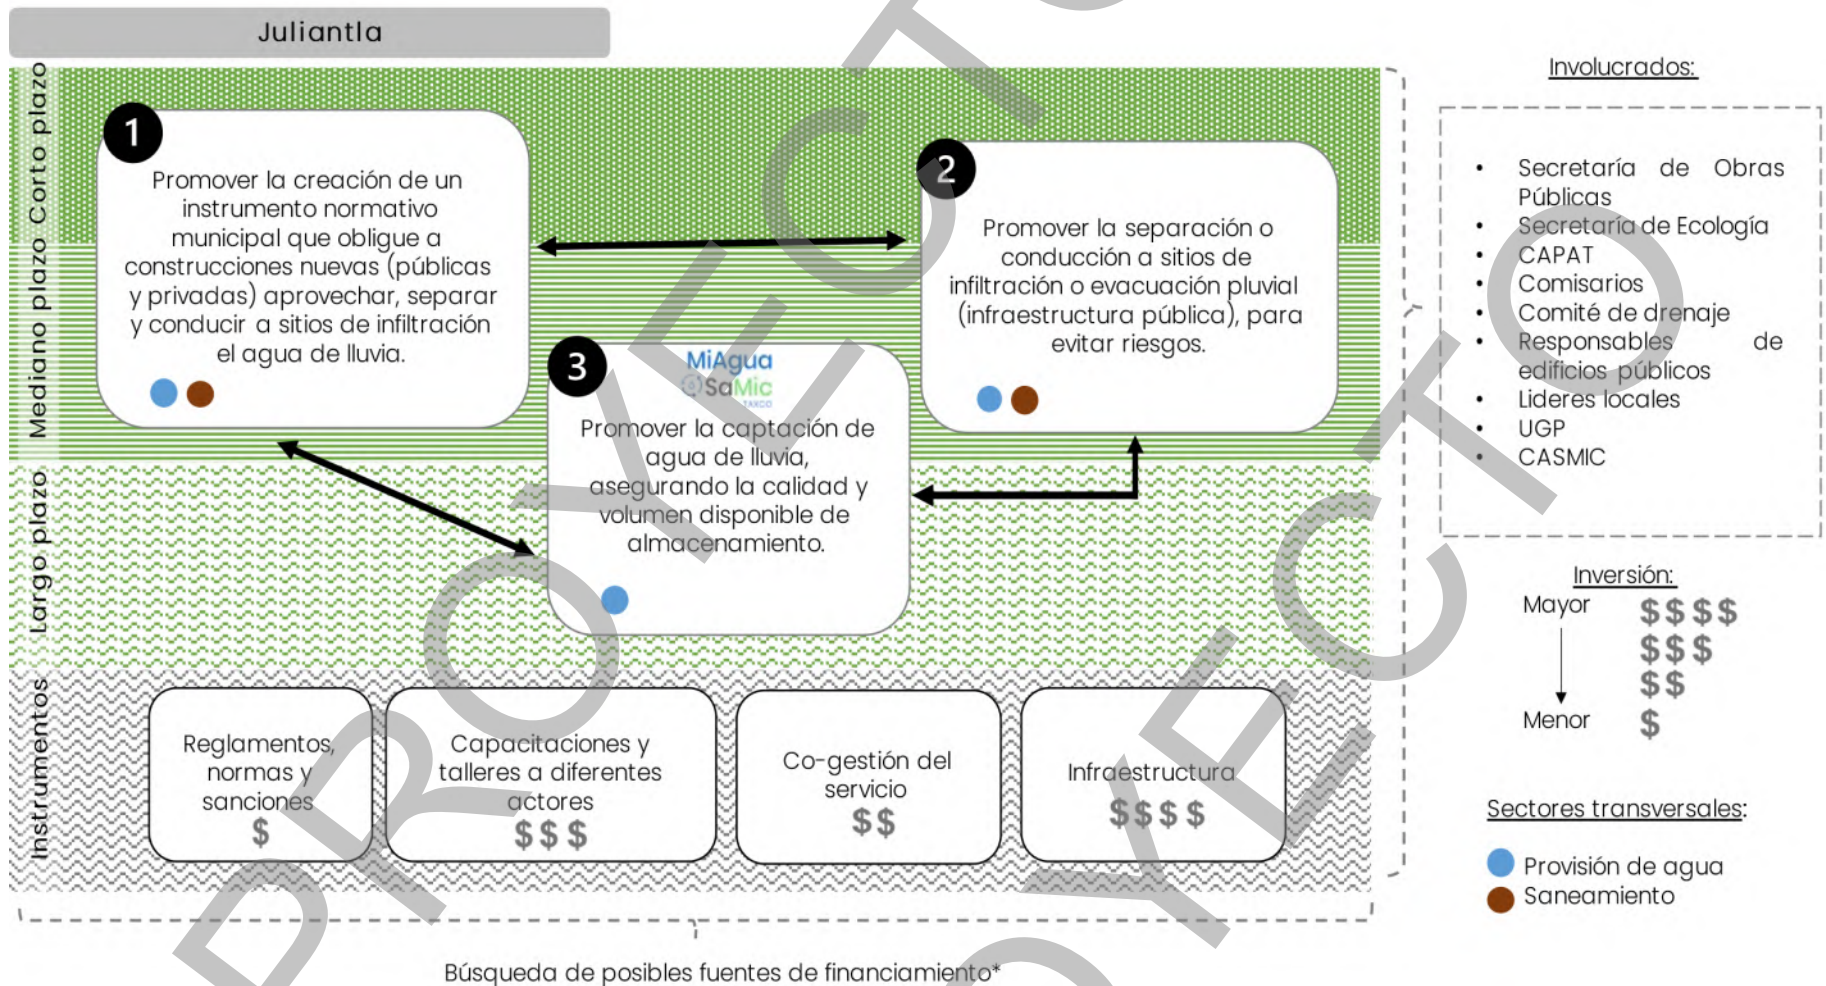 Juliantla
Corto plazo
Mediano plazo
Largo plazo
Instrumentos
1
Promover la creación de un
instrumento normativo
municipal que obligue a
construcciones nuevas (públicas
y privadas) aprovechar, separar
y conducir a sitios de infiltración
el agua de lluvia.
2
Promover la separación o
conducción a sitios de
infiltración o evacuación pluvial
(infraestructura pública), para
evitar riesgos.
3
MiAgua
SaMic
TAXCO
Promover la captación de
agua de lluvia,
asegurando la calidad y
volumen disponible de
almacenamiento.
Reglamentos,
normas y
sanciones
$
Capacitaciones y
talleres a diferentes
actores
$$$
Co-gestión del
servicio
$$
Infraestructura
$$$$
Búsqueda de posibles fuentes de financiamiento*
Involucrados:
• Secretaría de Obras
Públicas
• Secretaría de Ecología
• CAPAT
• Comisarios
• Comité de drenaje
• Responsables de
edificios públicos
• Lideres locales
• UGP
• CASMIC
Inversión:
Mayor $$$$
$$$
$$
Menor $
Sectores transversales:
Provisión de agua
Saneamiento
PROYECTO
PROYECTO